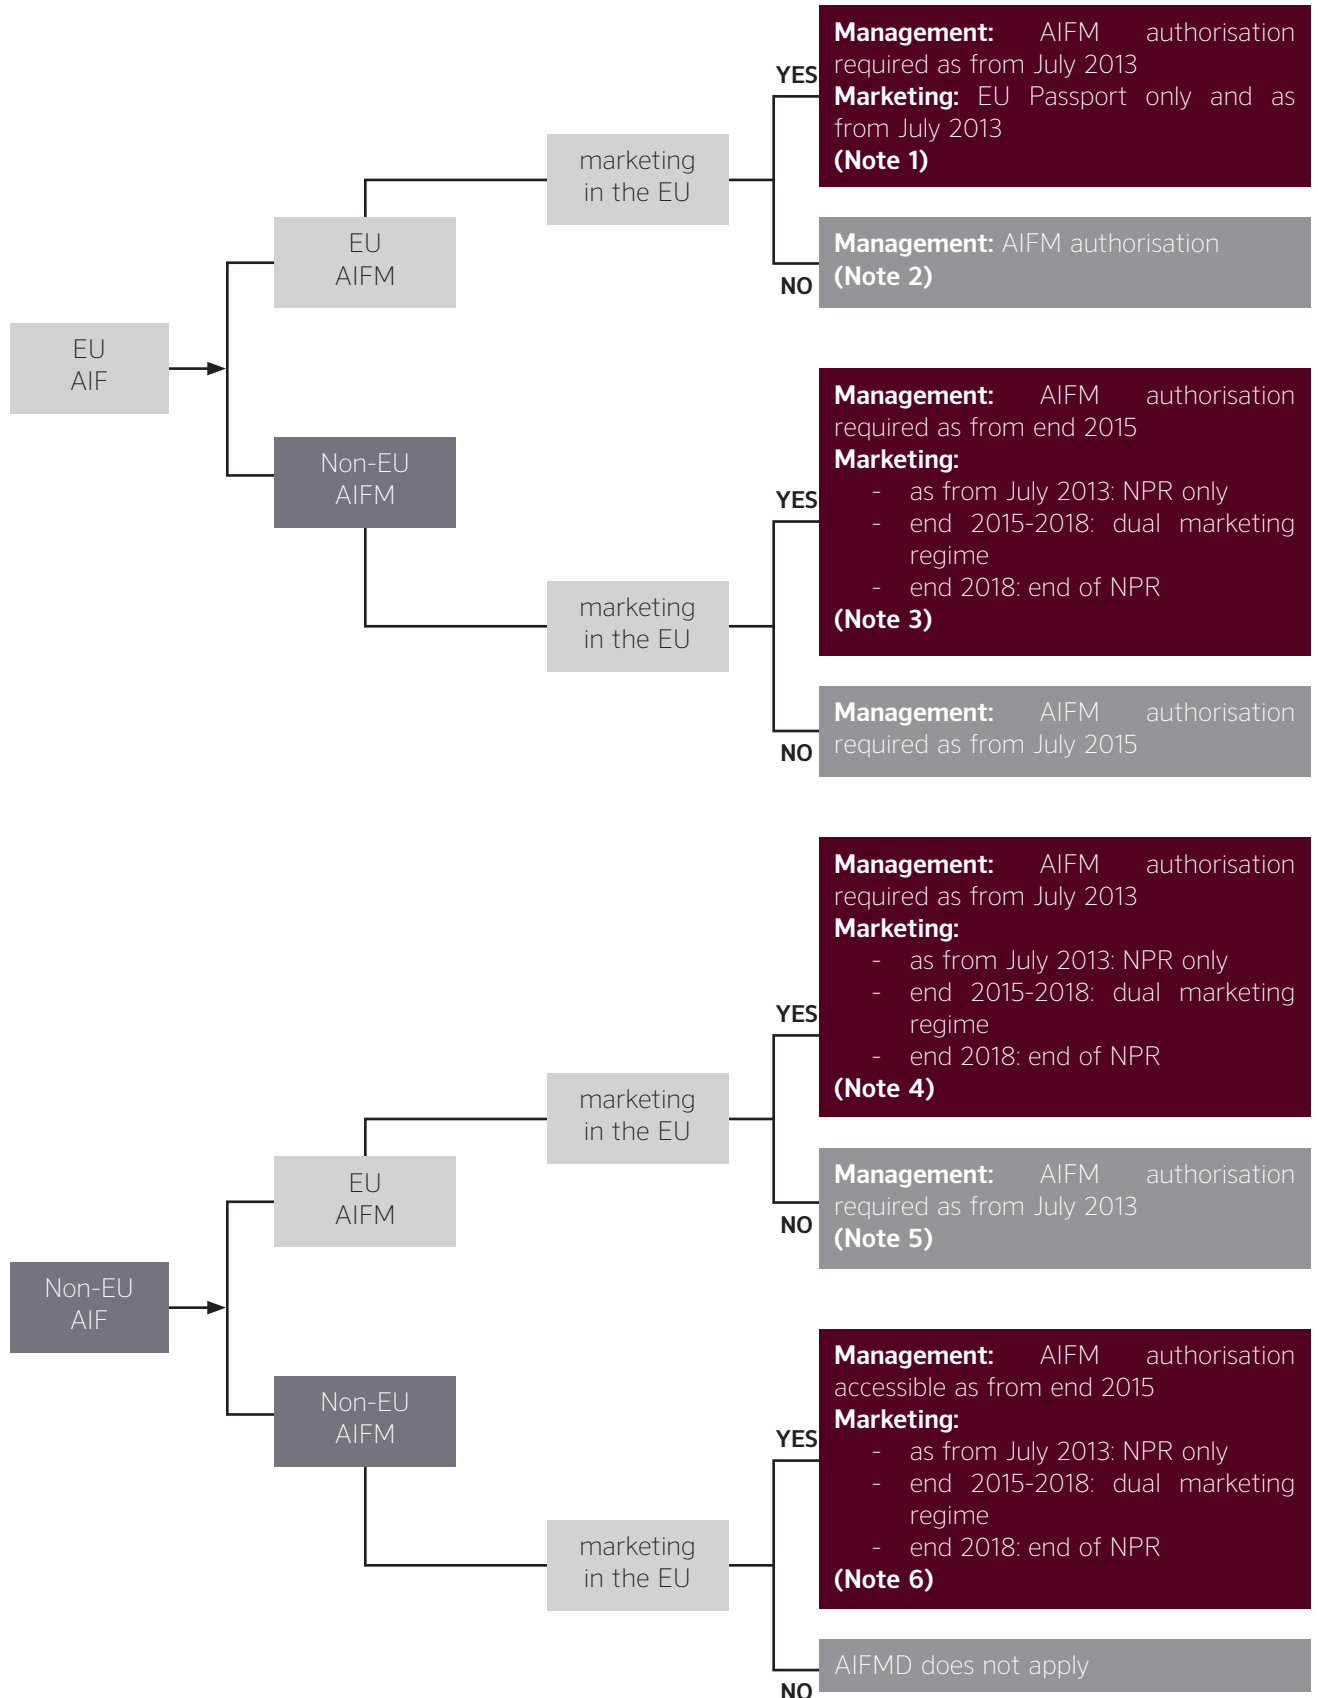 EU
AIF
EU
AIFM
marketing
in the EU
YES
Management: AIFM authorisation
required as from July 2013
Marketing: EU Passport only and as
from July 2013
(Note 1)
NO
Management: AIFM authorisation
(Note 2)
Non-EU
AIFM
marketing
in the EU
YES
Management: AIFM authorisation
required as from end 2015
Marketing:
- as from July 2013: NPR only
- end 2015-2018: dual marketing
regime
- end 2018: end of NPR
(Note 3)
NO
Management: AIFM authorisation
required as from July 2015
Non-EU
AIF
EU
AIFM
marketing
in the EU
YES
Management: AIFM authorisation
required as from July 2013
Marketing:
- as from July 2013: NPR only
- end 2015-2018: dual marketing
regime
- end 2018: end of NPR
(Note 4)
NO
Management: AIFM authorisation
required as from July 2013
(Note 5)
Non-EU
AIFM
marketing
in the EU
YES
Management: AIFM authorisation
accessible as from end 2015
Marketing:
- as from July 2013: NPR only
- end 2015-2018: dual marketing
regime
- end 2018: end of NPR
(Note 6)
NO
AIFMD does not apply